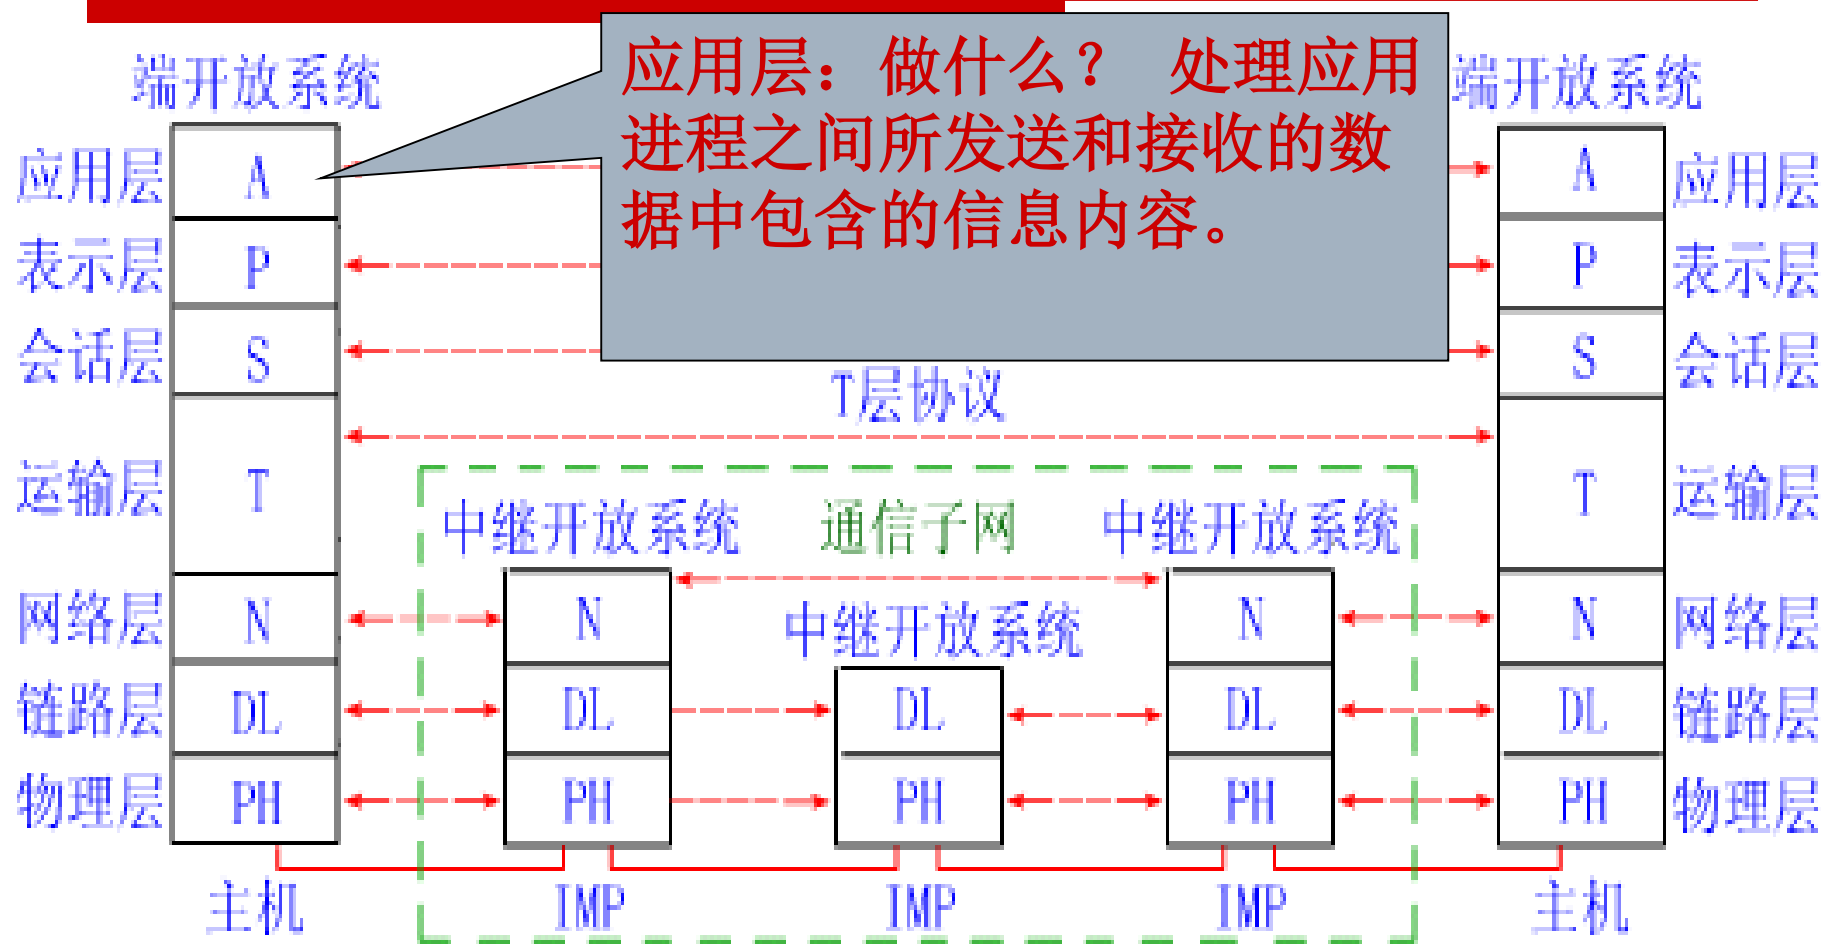 应用层：做什么？ 处理应用
进程之间所发送和接收的数
据中包含的信息内容。
端开放系统
端开放系统
应用层 A A 应用层
表示层 P P 表示层
会话层 S S 会话层
T层协议
运输层 T T 运输层
中继开放系统 通信子网 中继开放系统
网络层 N N 中继开放系统 N N 网络层
链路层 DL DL DL DL DL 链路层
物理层 PH PH PH PH PH 物理层
主机 IMP IMP IMP 主机